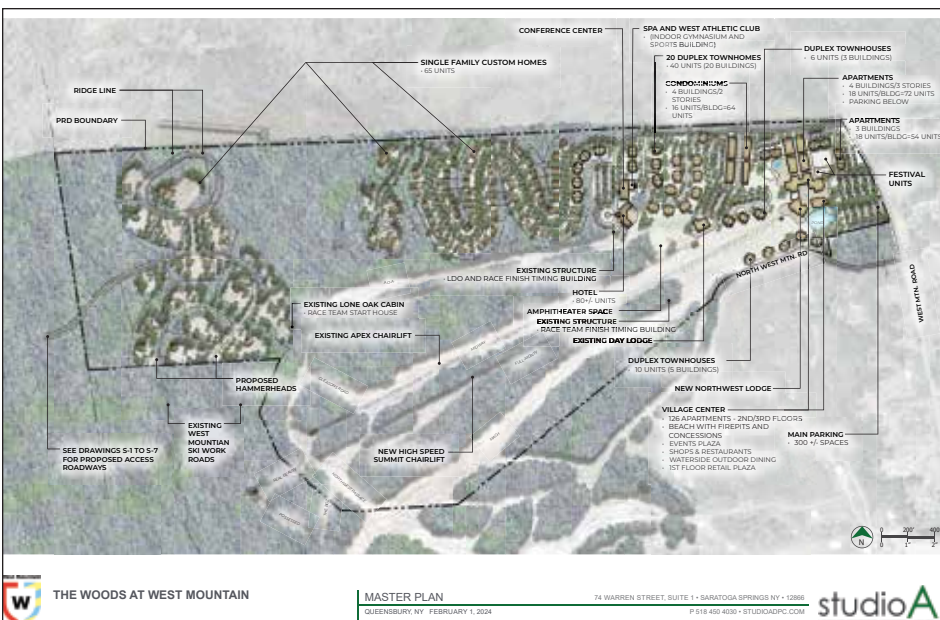 CONFERENCE CENTER
SPA AND WEST ATHLETIC CLUB
- (INDOOR GYMNASIUM AND
SPORTS BUILDING)
20 DUPLEX TOWNHOMES
- 40 UNITS (20 BUILDINGS)
DUPLEX TOWNHOUSES
- 6 UNITS (3 BUILDINGS)
SINGLE FAMILY CUSTOM HOMES
- 65 UNITS
CONDOMINIUMS
- 4 BUILDINGS/2
STORIES
- 16 UNITS/BLDG=64
UNITS
APARTMENTS
- 4 BUILDINGS/3 STORIES
- 18 UNITS/BLDG=72 UNITS
- PARKING BELOW
RIDGE LINE
PRD BOUNDARY
APARTMENTS
- 3 BUILDINGS
- 18 UNITS/BLDG=54 UNITS
FESTIVAL
UNITS
NORTH WEST MTN. RD
WEST MTN. ROAD
EXISTING STRUCTURE
- LDO AND RACE FINISH TIMING BUILDING
HOTEL
- 80+/- UNITS
AMPHITHEATER SPACE
EXISTING STRUCTURE
RACE TEAM FINISH TIMING BUILDING
EXISTING DAY LODGE
EXISTING LONE OAK CABIN
- RACE TEAM START HOUSE
EXISTING APEX CHAIRLIFT
DUPLEX TOWNHOUSES
- 10 UNITS (5 BUILDINGS)
PROPOSED
HAMMERHEADS
NEW NORTHWEST LODGE
VILLAGE CENTER
- 126 APARTMENTS - 2ND/3RD FLOORS
- BEACH WITH FIREPITS AND
CONCESSIONS
- EVENTS PLAZA
- SHOPS & RESTAURANTS
- WATERSIDE OUTDOOR DINING
- 1ST FLOOR RETAIL PLAZA
MAIN PARKING
- 300 +/- SPACES
EXISTING
WEST
MOUNTIAN
SKI WORK
ROADS
SEE DRAWINGS S-1 TO S-7
FOR PROPOSED ACCESS
ROADWAYS
NEW HIGH SPEED
SUMMIT CHAIRLIFT
N
0 200' 400'
0 1" 2"
W
THE WOODS AT WEST MOUNTAIN
MASTER PLAN
QUEENSBURY, NY FEBRUARY 1, 2024
74 WARREN STREET, SUITE 1 • SARATOGA SPRINGS NY • 12866
P 518 450 4030 • STUDIOADPC.COM
studioA